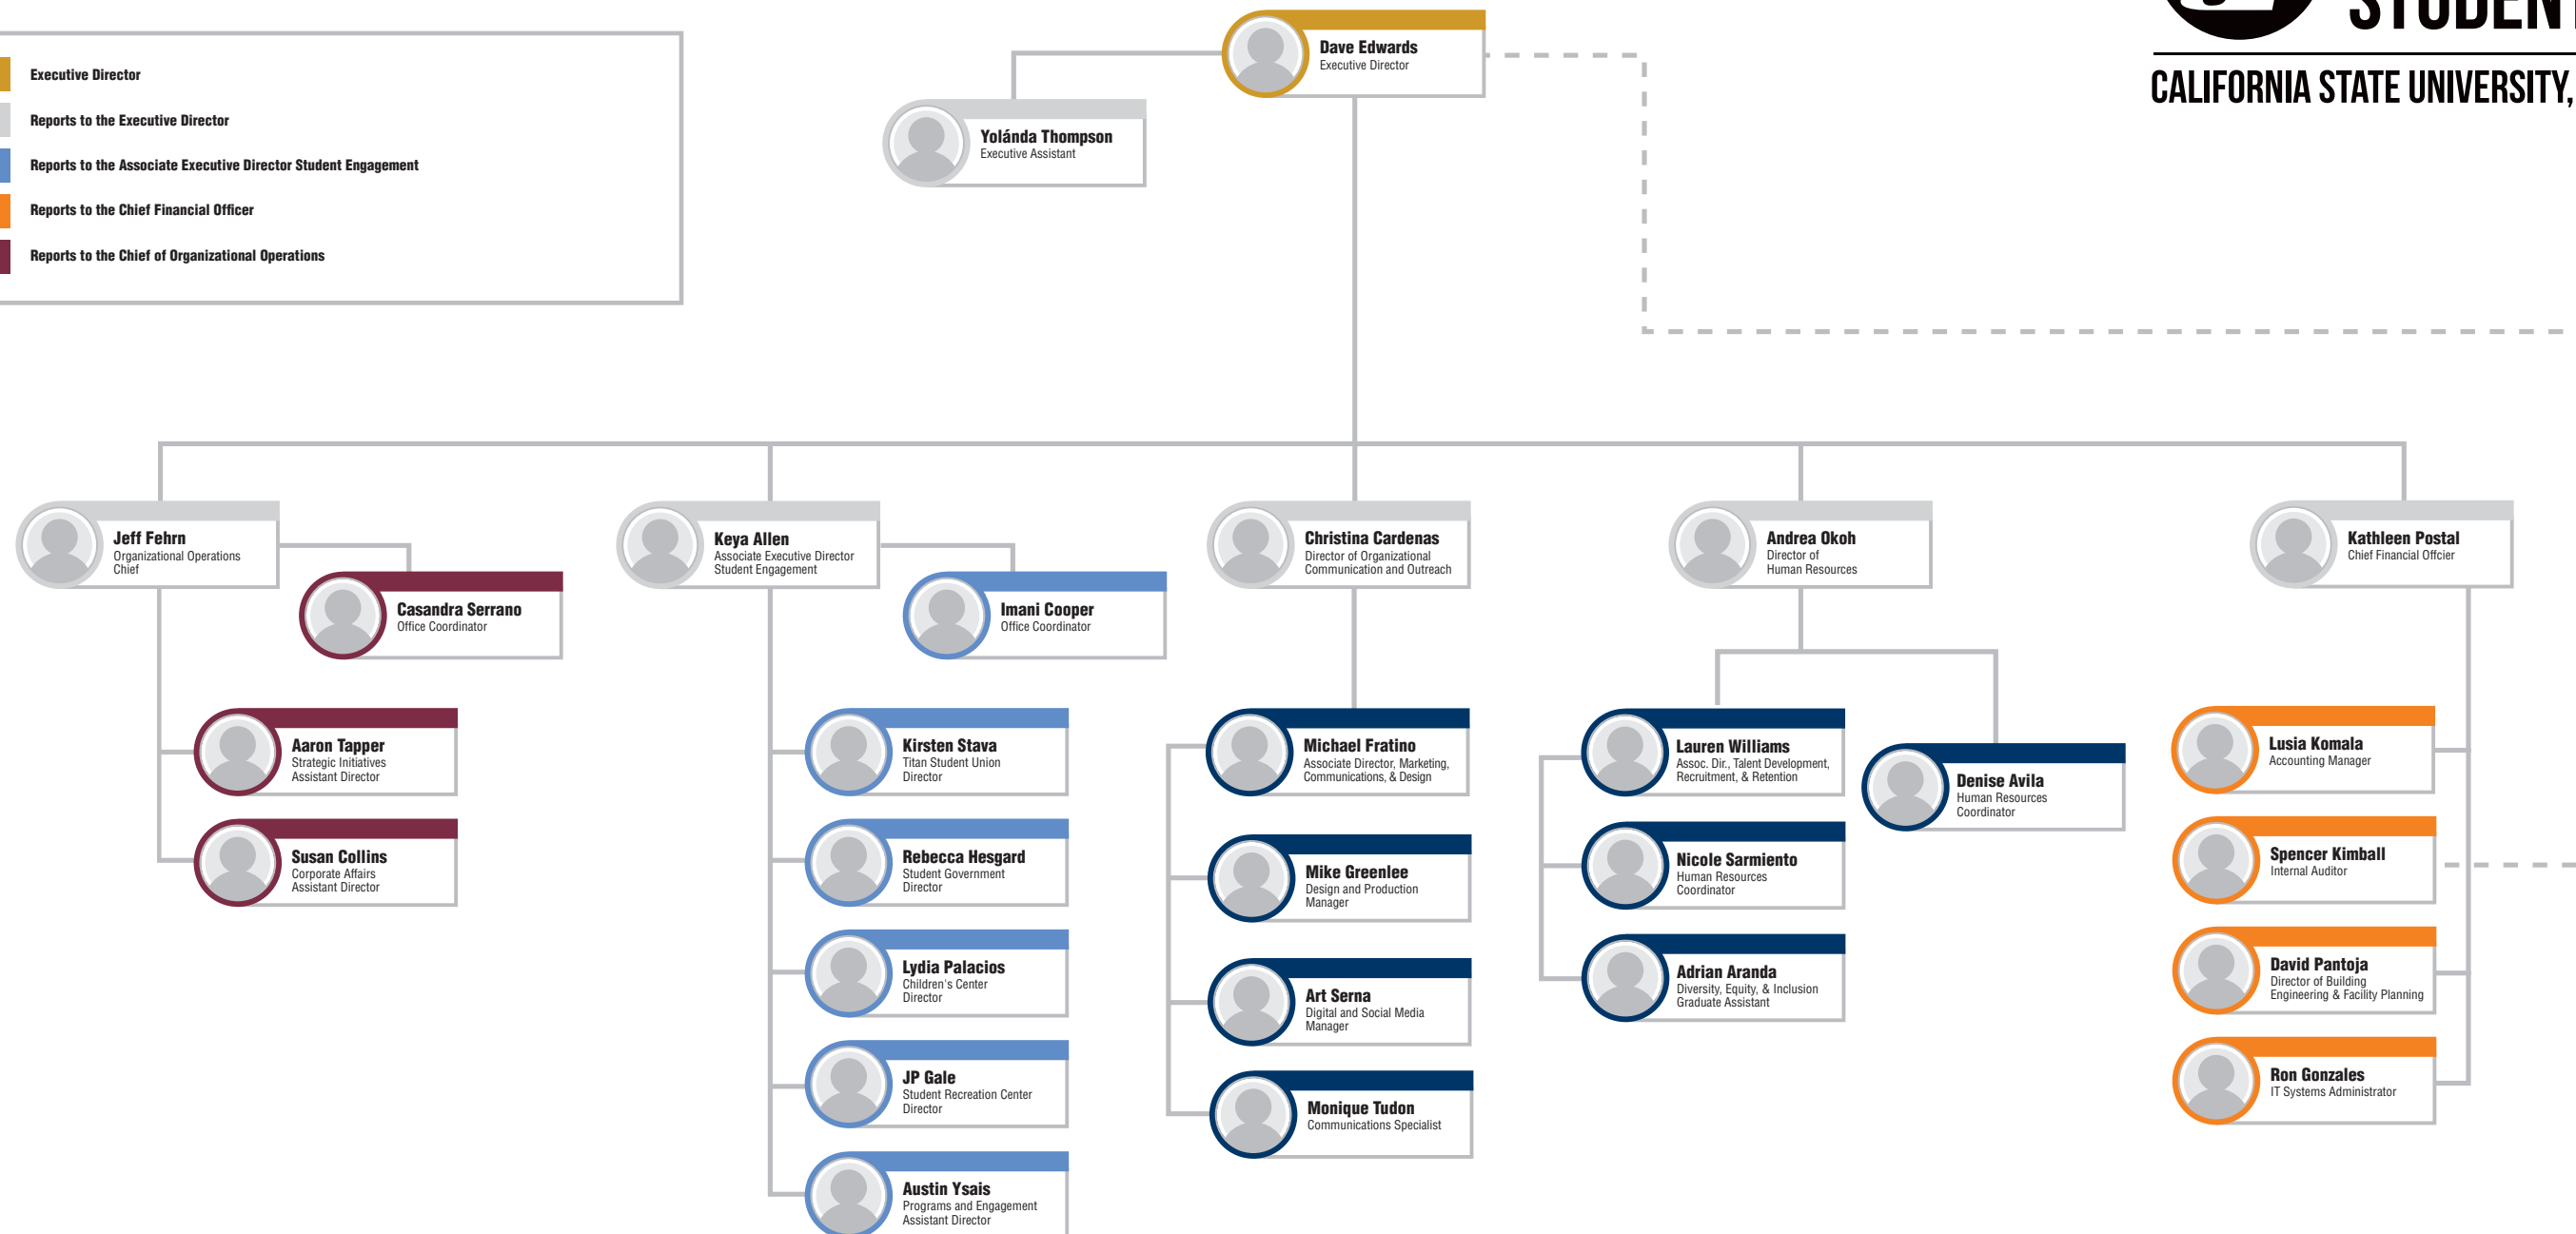 STUDENT
CALIFORNIA STATE UNIVERSITY,
Executive Director
Reports to the Executive Director
Reports to the Associate Executive Director Student Engagement
Reports to the Chief Financial Officer
Reports to the Chief of Organizational Operations
Dave Edwards
Executive Director
Yolánda Thompson
Executive Assistant
Jeff Fehrn
Organizational Operations
Chief
Casandra Serrano
Office Coordinator
Aaron Tapper
Strategic Initiatives
Assistant Director
Susan Collins
Corporate Affairs
Assistant Director
Keya Allen
Associate Executive Director
Student Engagement
Imani Cooper
Office Coordinator
Kirsten Stava
Titan Student Union
Director
Rebecca Hesgard
Student Government
Director
Lydia Palacios
Children's Center
Director
JP Gale
Student Recreation Center
Director
Austin Ysais
Programs and Engagement
Assistant Director
Christina Cardenas
Director of Organizational
Communication and Outreach
Michael Fratino
Associate Director, Marketing,
Communications, & Design
Mike Greenlee
Design and Production
Manager
Art Serna
Digital and Social Media
Manager
Monique Tudon
Communications Specialist
Andrea Okoh
Director of
Human Resources
Lauren Williams
Assoc. Dir., Talent Development,
Recruitment, & Retention
Denise Avila
Human Resources
Coordinator
Nicole Sarmiento
Human Resources
Coordinator
Adrian Aranda
Diversity, Equity, & Inclusion
Graduate Assistant
Kathleen Postal
Chief Financial Offcier
Lusia Komala
Accounting Manager
Spencer Kimball
Internal Auditor
David Pantoja
Director of Building
Engineering & Facility Planning
Ron Gonzales
IT Systems Administrator